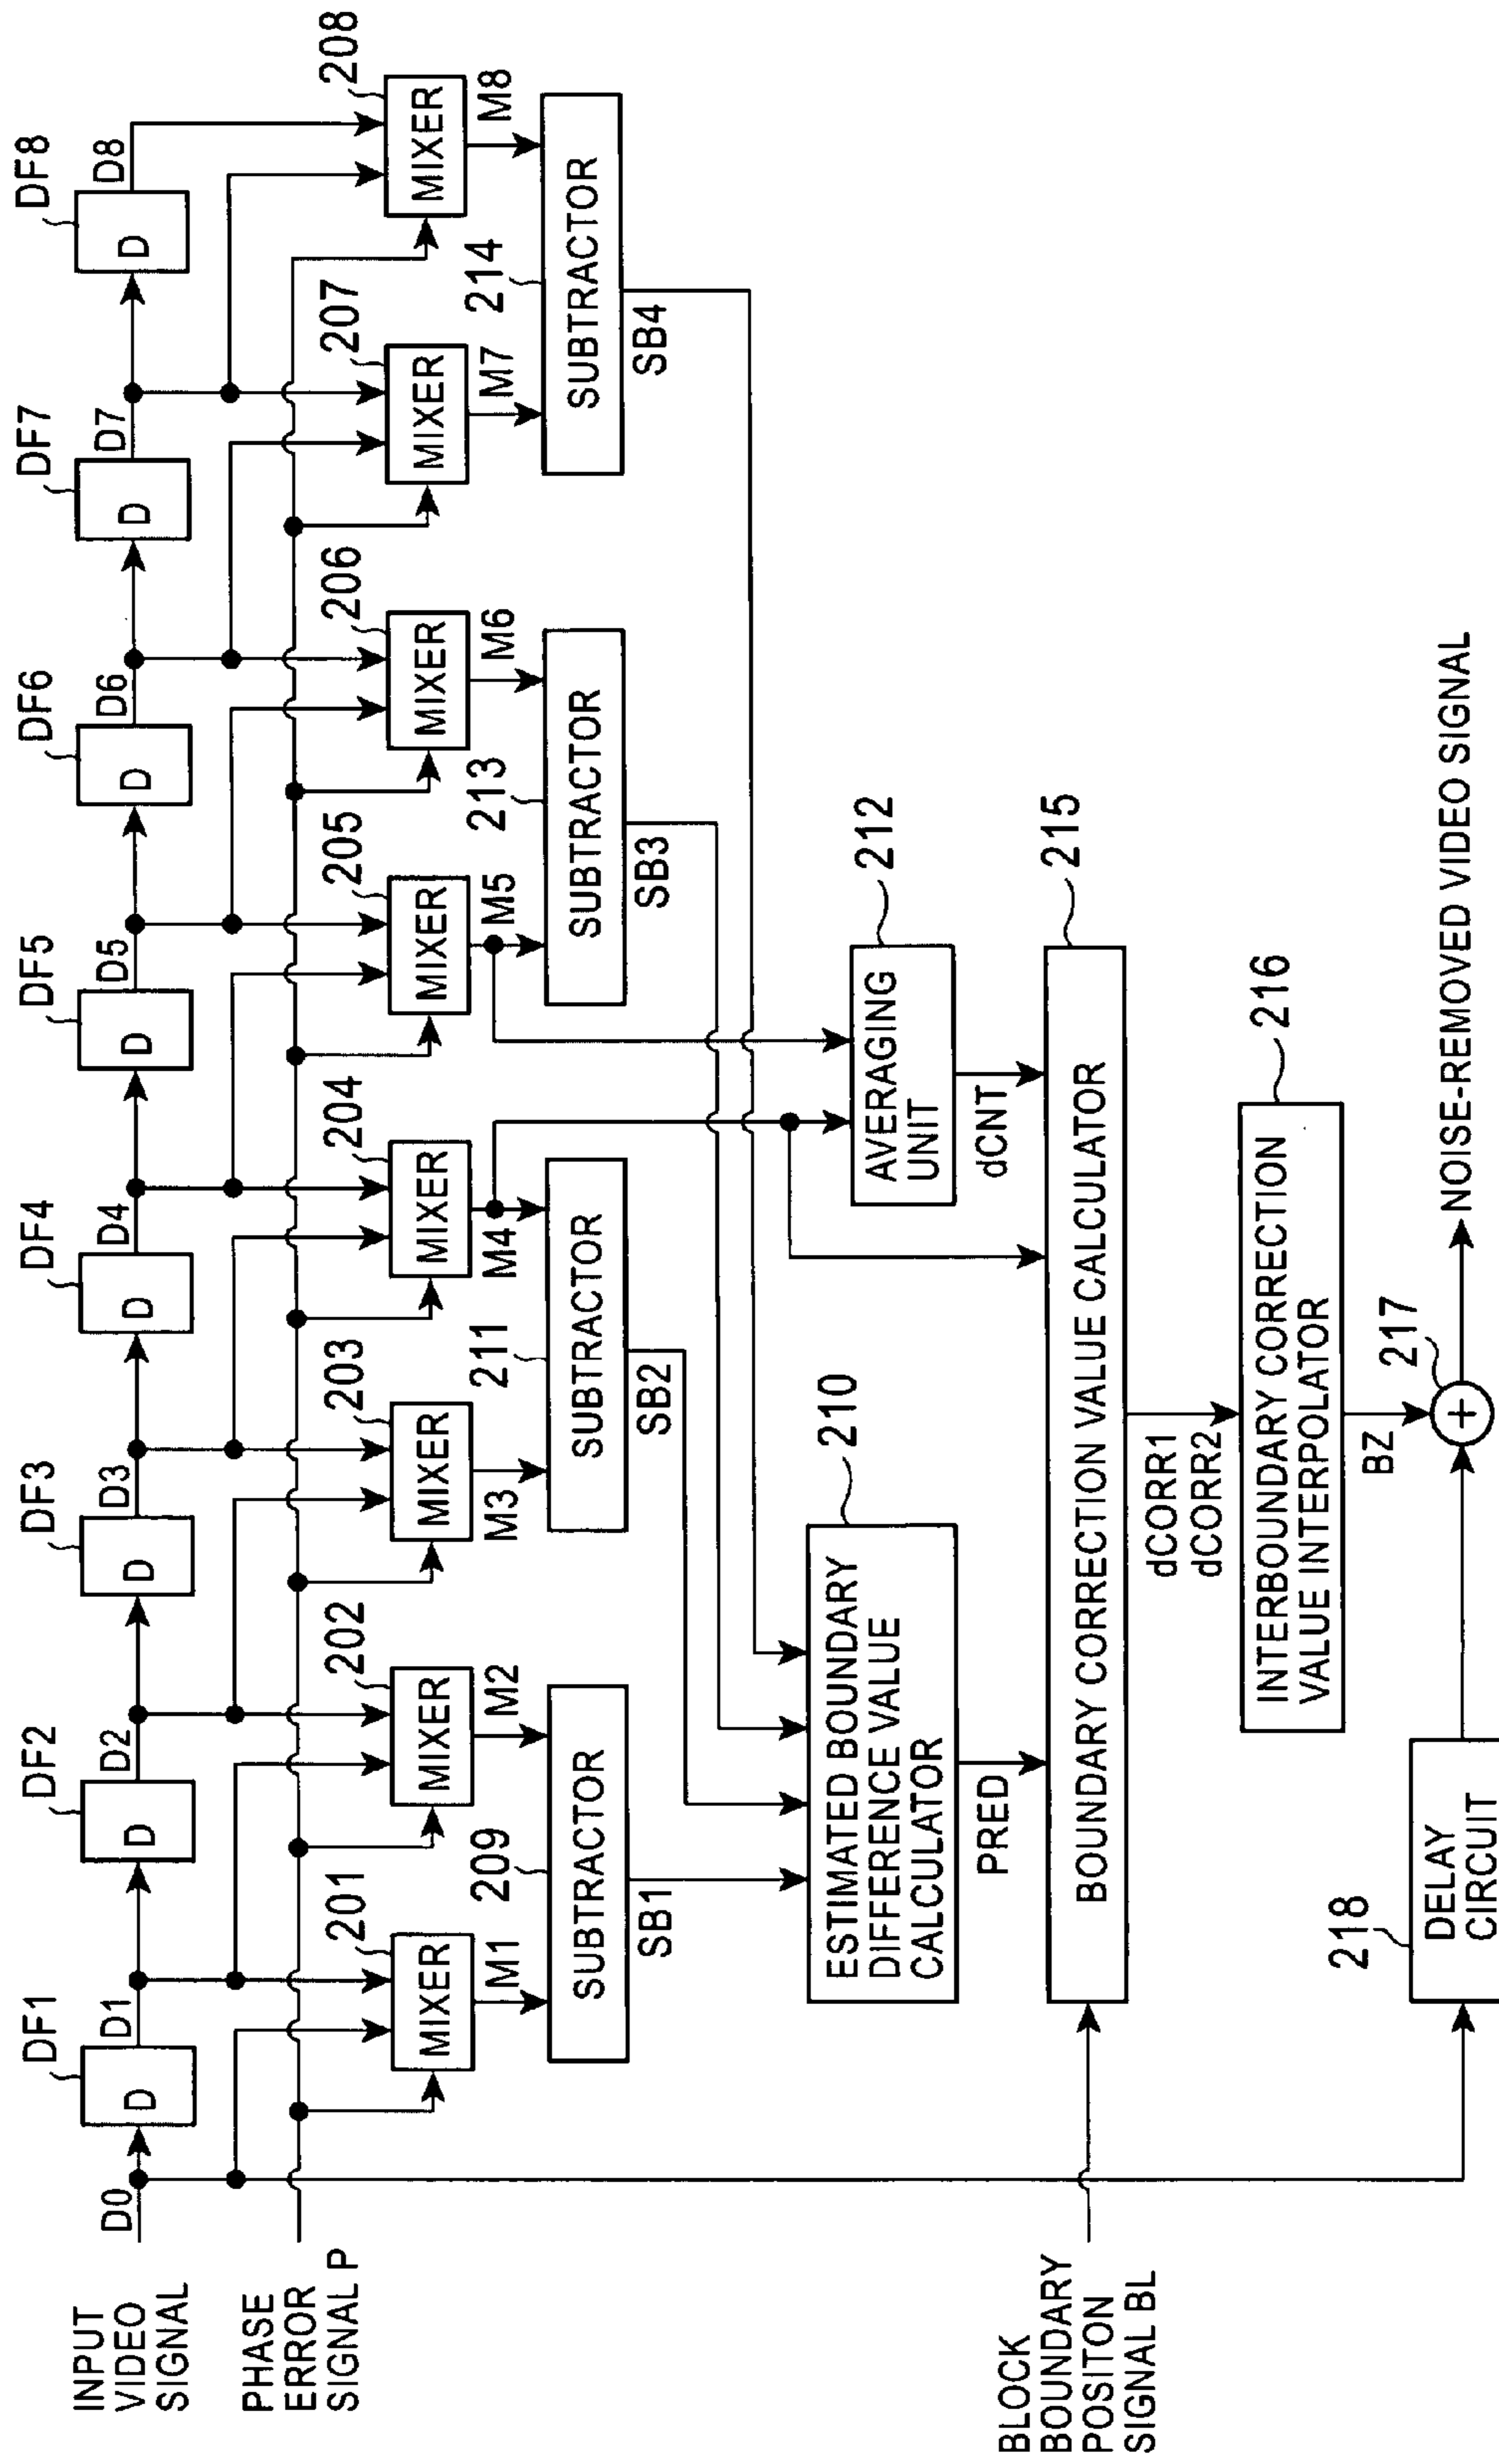 INPUT
VIDEO
SIGNAL
D0
DF1
D
D1
DF2
D
D2
DF3
D
D3
DF4
D
D4
DF5
D
D5
DF6
D
D6
DF7
D
D7
DF8
D
D8
PHASE
ERROR
SIGNAL P
201
MIXER
M1
202
MIXER
M2
203
MIXER
M3
204
MIXER
M4
205
MIXER
M5
206
MIXER
M6
207
MIXER
M7
208
MIXER
M8
209
SUBTRACTOR
SB1
211
SUBTRACTOR
SB2
213
SUBTRACTOR
SB3
214
SUBTRACTOR
SB4
210
ESTIMATED BOUNDARY
DIFFERENCE VALUE
CALCULATOR
PRED
212
AVERAGING
UNIT
dCNT
BLOCK
BOUNDARY
POSITON
SIGNAL BL
215
BOUNDARY CORRECTION VALUE CALCULATOR
dCORR1
dCORR2
216
INTERBOUNDARY CORRECTION
VALUE INTERPOLATOR
BZ
217
+
218
DELAY
CIRCUIT
NOISE-REMOVED VIDEO SIGNAL